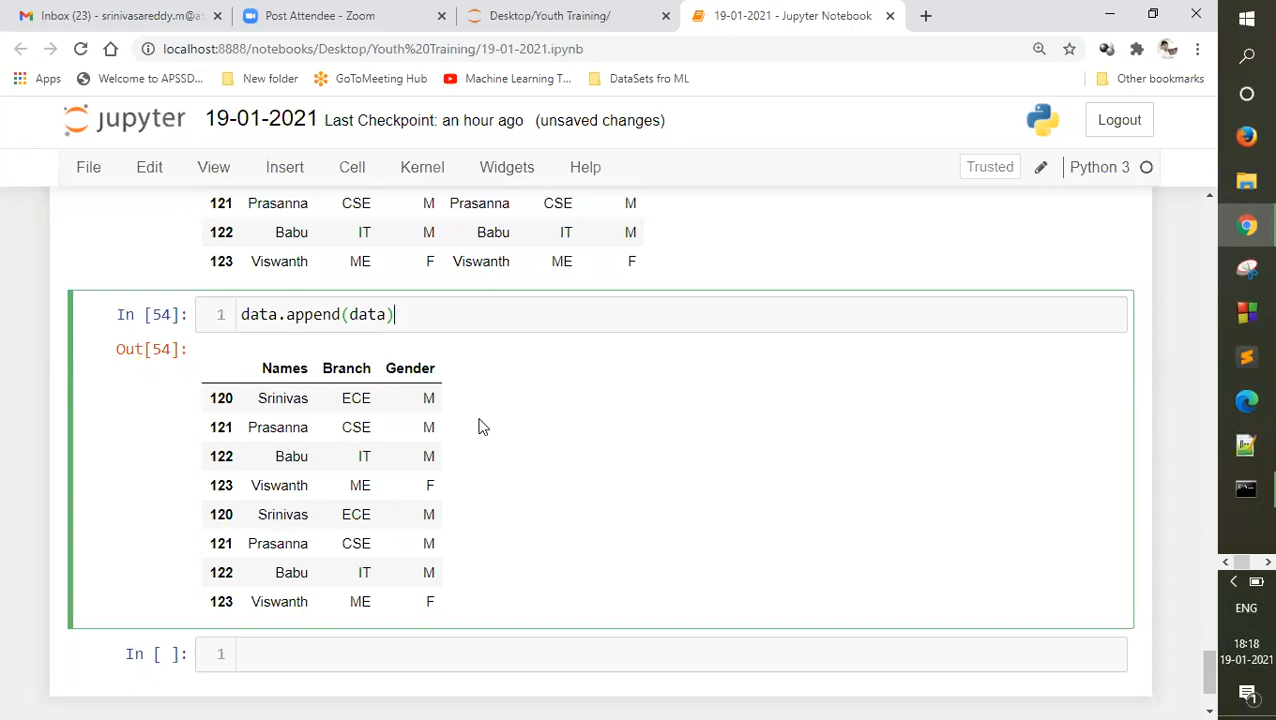 Inbox (23) - srinivasareddy.m@a
Post Attendee - Zoom
Desktop/Youth Training/
19-01-2021 - Jupyter Notebook
localhost:8888/notebooks/Desktop/Youth%20Training/19-01-2021.ipynb
Apps
Welcome to APSSD...
New folder
GoToMeeting Hub
Machine Learning T...
DataSets fro ML
Other bookmarks
jupyter 19-01-2021 Last Checkpoint: an hour ago (unsaved changes)
Logout
File Edit View Insert Cell Kernel Widgets Help
Trusted
Python 3
121 Prasanna CSE M Prasanna CSE M
122 Babu IT M Babu IT M
123 Viswanth ME F Viswanth ME F
In [54]: 1 data.append(data)
Out[54]:
Names Branch Gender
120 Srinivas ECE M
121 Prasanna CSE M
122 Babu IT M
123 Viswanth ME F
120 Srinivas ECE M
121 Prasanna CSE M
122 Babu IT M
123 Viswanth ME F
In [ ]: 1
ENG
18:18
19-01-2021
1